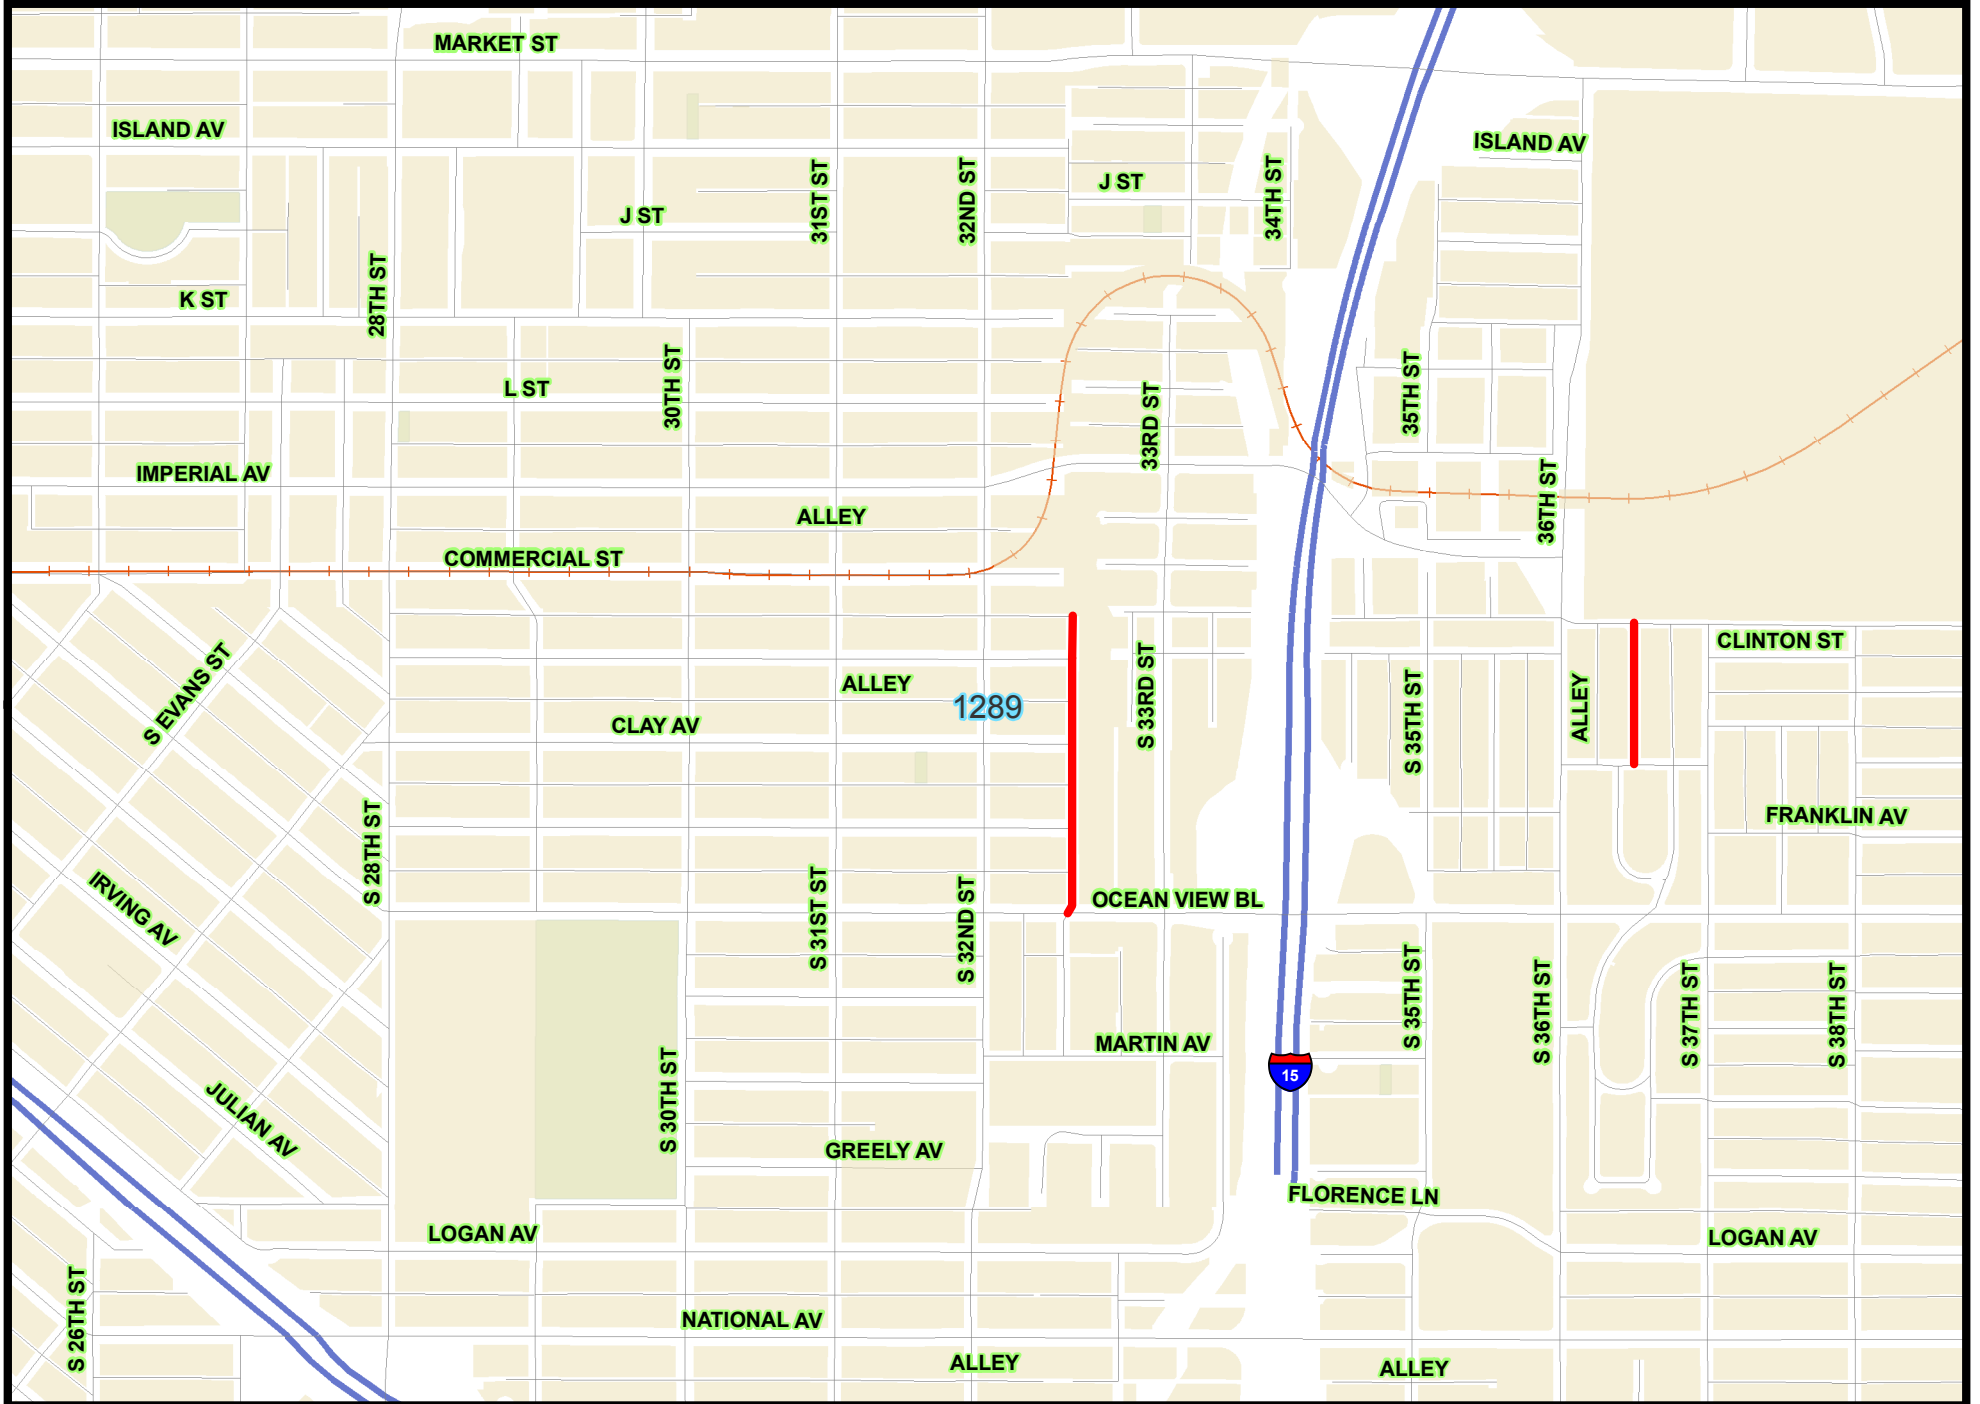 MARKET ST
ISLAND AV
ISLAND AV
31ST ST
32ND ST
J ST
34TH ST
J ST
28TH ST
K ST
30TH ST
L ST
33RD ST
35TH ST
IMPERIAL AV
36TH ST
ALLEY
COMMERCIAL ST
CLINTON ST
S EVANS ST
ALLEY
S 33RD ST
S 35TH ST
ALLEY
1289
CLAY AV
S 28TH ST
FRANKLIN AV
IRVING AV
S 31ST ST
S 32ND ST
OCEAN VIEW BL
S 35TH ST
S 36TH ST
S 37TH ST
S 38TH ST
MARTIN AV
15
S 30TH ST
JULIAN AV
GREELY AV
FLORENCE LN
LOGAN AV
LOGAN AV
S 26TH ST
NATIONAL AV
ALLEY
ALLEY